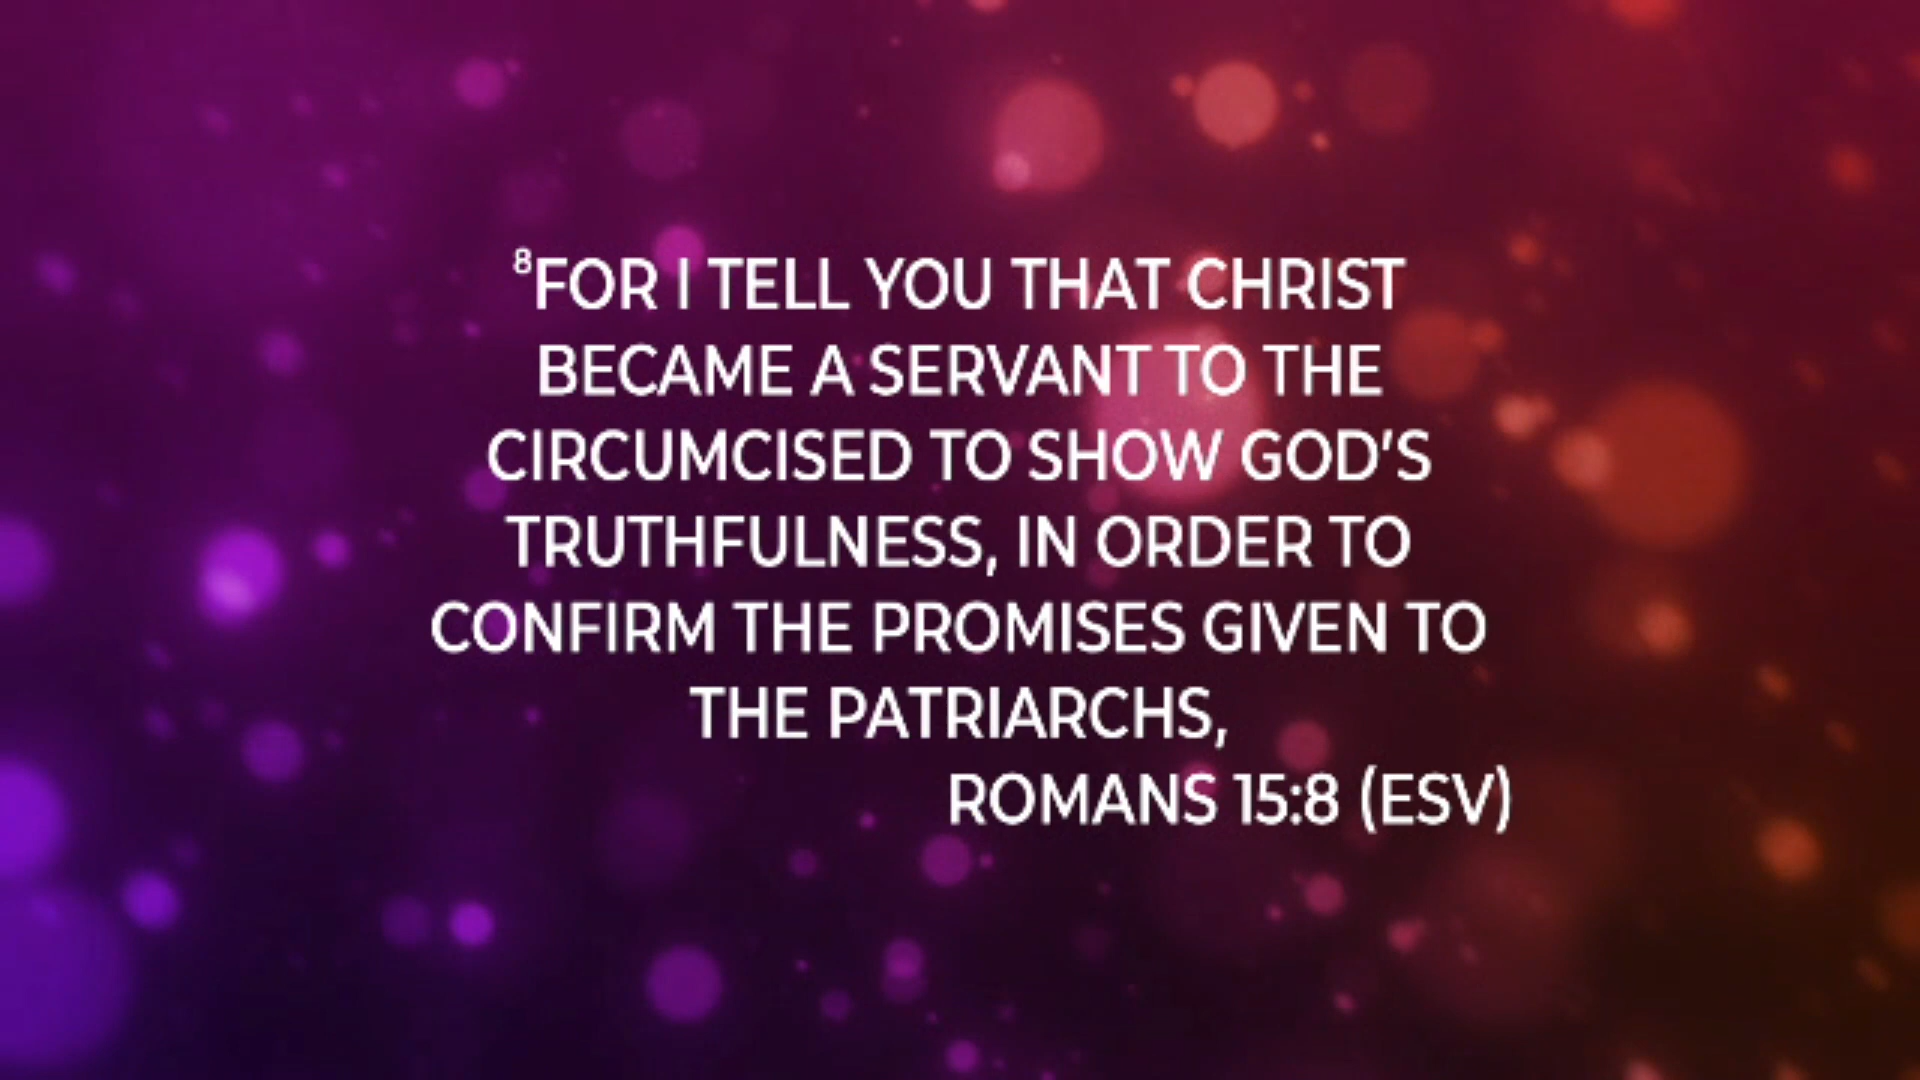 ⁸FOR I TELL YOU THAT CHRIST
BECAME A SERVANT TO THE
CIRCUMCISED TO SHOW GOD'S
TRUTHFULNESS, IN ORDER TO
CONFIRM THE PROMISES GIVEN TO
THE PATRIARCHS,
ROMANS 15:8 (ESV)